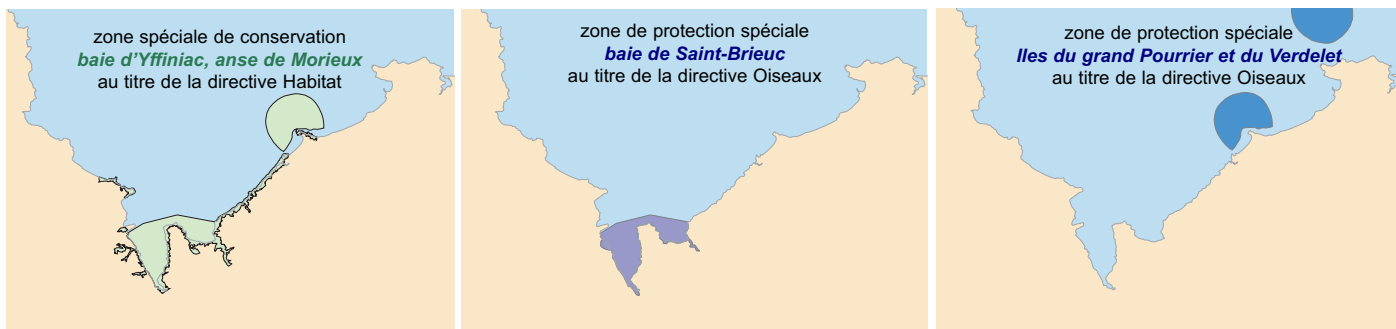 zone spéciale de conservation
baie d'Yffiniac, anse de Morieux
au titre de la directive Habitat
zone de protection spéciale
baie de Saint-Brieuc
au titre de la directive Oiseaux
zone de protection spéciale
Iles du grand Pourrier et du Verdelet
au titre de la directive Oiseaux